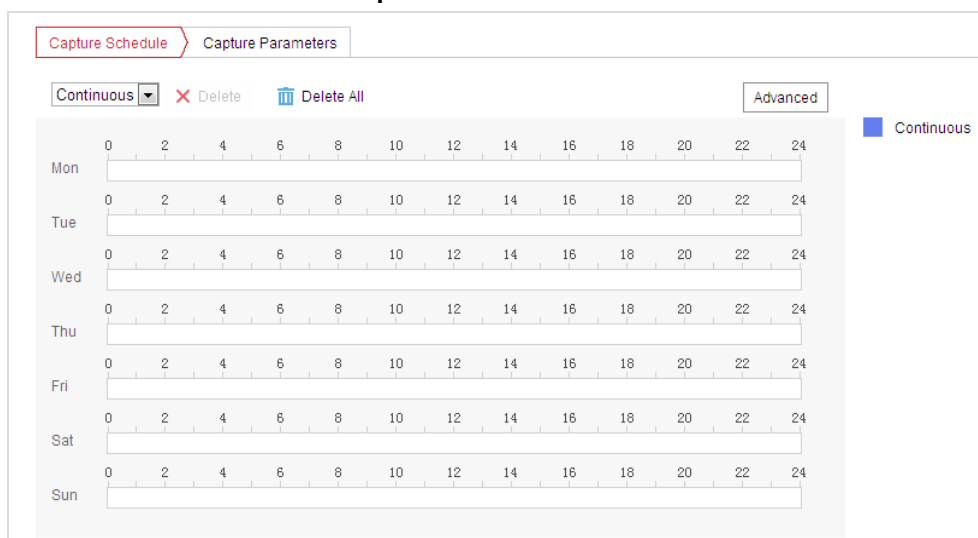 Capture Schedule Capture Parameters
Continuous Delete Delete All Advanced
Continuous
0 2 4 6 8 10 12 14 16 18 20 22 24
Mon
0 2 4 6 8 10 12 14 16 18 20 22 24
Tue
0 2 4 6 8 10 12 14 16 18 20 22 24
Wed
0 2 4 6 8 10 12 14 16 18 20 22 24
Thu
0 2 4 6 8 10 12 14 16 18 20 22 24
Fri
0 2 4 6 8 10 12 14 16 18 20 22 24
Sat
0 2 4 6 8 10 12 14 16 18 20 22 24
Sun